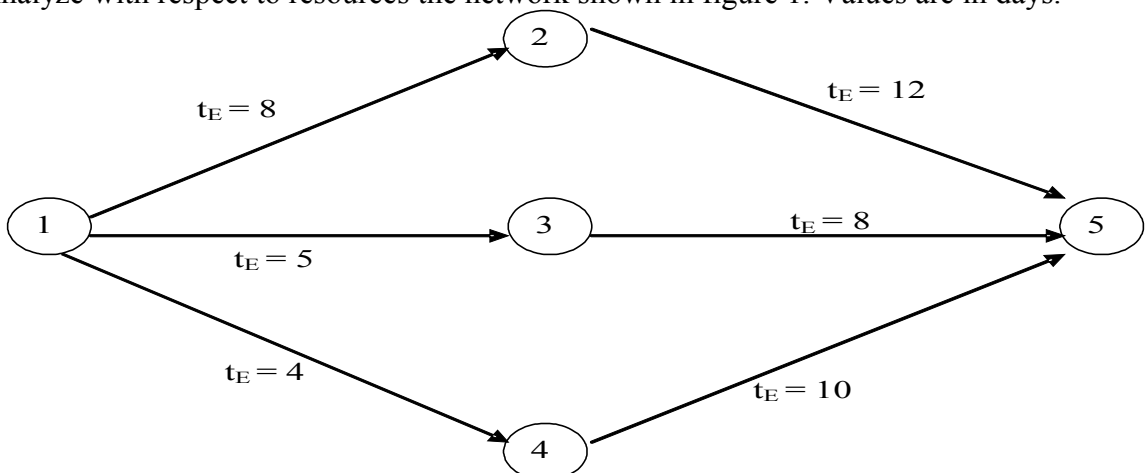 with respect to resources the network shown in figure 1. Values are in days.
2
t_E = 12
t_E = 8
1
3
t_E = 8
5
t_E = 5
t_E = 4
t_E = 10
4